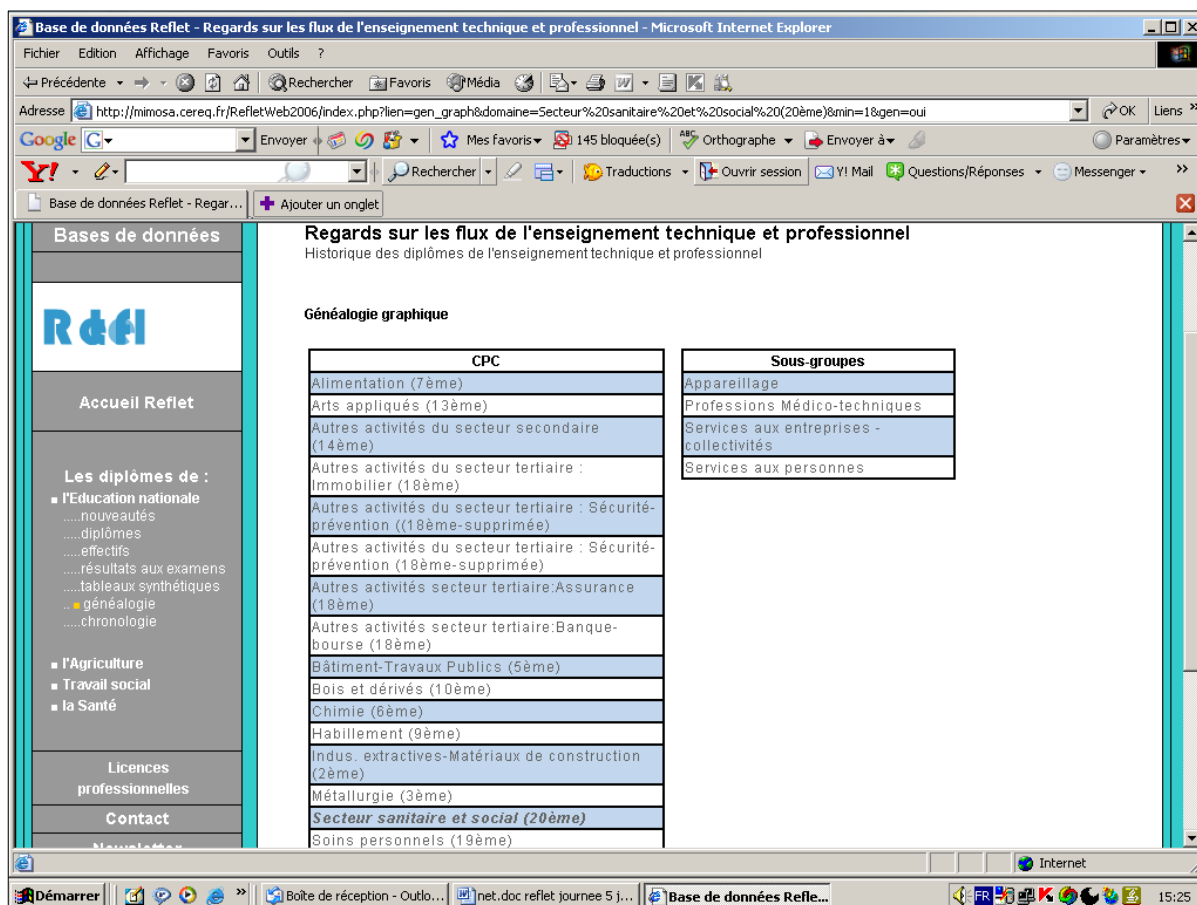 Base de données Reflet - Regards sur les flux de l'enseignement technique et professionnel - Microsoft Internet Explorer
Fichier Edition Affichage Favoris Outils ?
Précédente Rechercher Favoris Média
Adresse http://mimosa.cereq.fr/RefletWeb2006/index.php?lien=gen_graph&domaine=Secteur%20sanitaire%20et%20social%20(20ème)&min=1&gen=oui OK Liens »
Google G Envoyer Mes favoris 145 bloquée(s) ABC Orthographe Envoyer à Paramètres
Y! Rechercher Traductions Ouvrir session Y! Mail Questions/Réponses Messenger »
Base de données Reflet - Regar... Ajouter un onglet
Bases de données
Accueil Reflet
Les diplômes de :
l'Education nationale
.....nouveautés
.....diplômes
.....effectifs
.....résultats aux examens
.....tableaux synthétiques
.. généalogie
.....chronologie
l'Agriculture
Travail social
la Santé
Licences
professionnelles
Contact
Newsletter
Regards sur les flux de l'enseignement technique et professionnel
Historique des diplômes de l'enseignement technique et professionnel
Généalogie graphique
CPC
Alimentation (7ème)
Arts appliqués (13ème)
Autres activités du secteur secondaire
(14ème)
Autres activités du secteur tertiaire :
Immobilier (18ème)
Autres activités du secteur tertiaire : Sécurité-
prévention ((18ème-supprimée)
Autres activités du secteur tertiaire : Sécurité-
prévention (18ème-supprimée)
Autres activités secteur tertiaire:Assurance
(18ème)
Autres activités secteur tertiaire:Banque-
bourse (18ème)
Bâtiment-Travaux Publics (5ème)
Bois et dérivés (10ème)
Chimie (6ème)
Habillement (9ème)
Indus. extractives-Matériaux de construction
(2ème)
Métallurgie (3ème)
Secteur sanitaire et social (20ème)
Soins personnels (19ème)
Sous-groupes
Appareillage
Professions Médico-techniques
Services aux entreprises -
collectivités
Services aux personnes
Internet
Démarrer » Boîte de réception - Outlo... net.doc reflet journee 5 j... Base de données Refle... FR 15:25